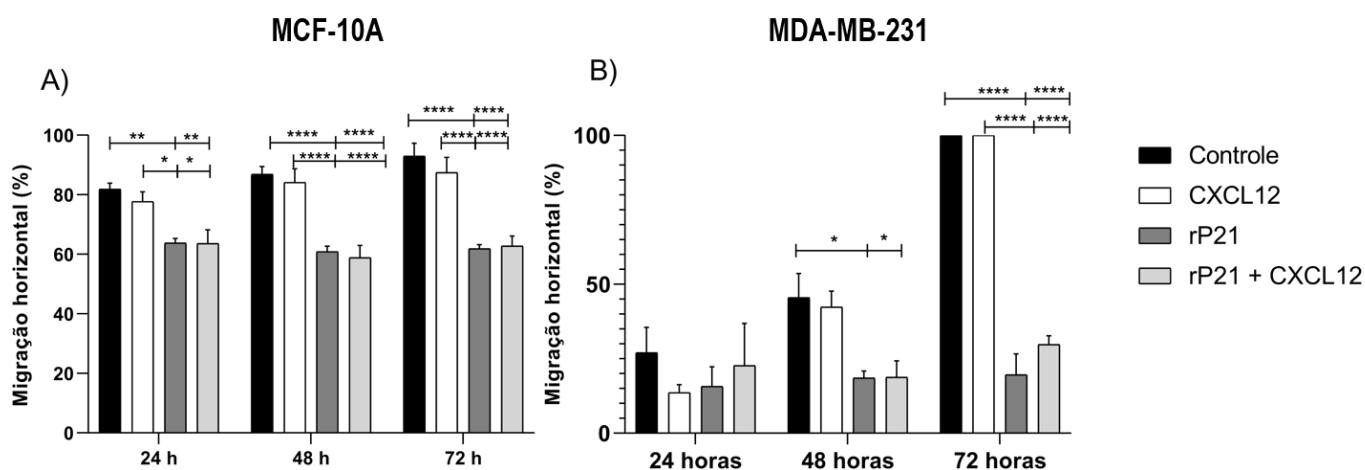 MCF-10A
MDA-MB-231
A)
** **
* *
**** ****
**** ****
**** ****
**** ****
Migração horizontal (%)
100
80
60
40
20
0
24 h
48 h
72 h
B)
* *
**** ****
**** ****
Migração horizontal (%)
100
50
0
24 horas
48 horas
72 horas
Controle
CXCL12
rP21
rP21 + CXCL12